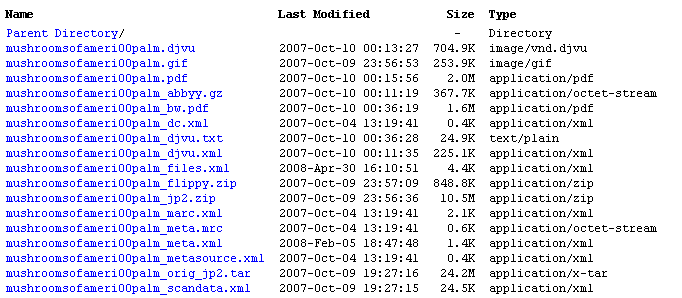 Name Last Modified Size Type
Parent Directory/ - Directory
mushroomsofameri00palm.djvu 2007-Oct-10 00:13:27 704.9K image/vnd.djvu
mushroomsofameri00palm.gif 2007-Oct-09 23:56:53 253.9K image/gif
mushroomsofameri00palm.pdf 2007-Oct-10 00:15:56 2.0M application/pdf
mushroomsofameri00palm_abbyy.gz 2007-Oct-10 00:11:19 367.7K application/octet-stream
mushroomsofameri00palm_bw.pdf 2007-Oct-10 00:36:19 1.6M application/pdf
mushroomsofameri00palm_dc.xml 2007-Oct-04 13:19:41 0.4K application/xml
mushroomsofameri00palm_djvu.txt 2007-Oct-10 00:36:28 24.9K text/plain
mushroomsofameri00palm_djvu.xml 2007-Oct-10 00:11:35 225.1K application/xml
mushroomsofameri00palm_files.xml 2008-Apr-30 16:10:51 4.4K application/xml
mushroomsofameri00palm_flippy.zip 2007-Oct-09 23:57:09 848.8K application/zip
mushroomsofameri00palm_jp2.zip 2007-Oct-09 23:56:36 10.5M application/zip
mushroomsofameri00palm_marc.xml 2007-Oct-04 13:19:41 2.1K application/xml
mushroomsofameri00palm_meta.mrc 2007-Oct-04 13:19:41 0.6K application/octet-stream
mushroomsofameri00palm_meta.xml 2008-Feb-05 18:47:48 1.4K application/xml
mushroomsofameri00palm_metasource.xml 2007-Oct-04 13:19:41 0.4K application/xml
mushroomsofameri00palm_orig_jp2.tar 2007-Oct-09 19:27:16 24.2M application/x-tar
mushroomsofameri00palm_scandata.xml 2007-Oct-09 19:27:15 24.5K application/xml